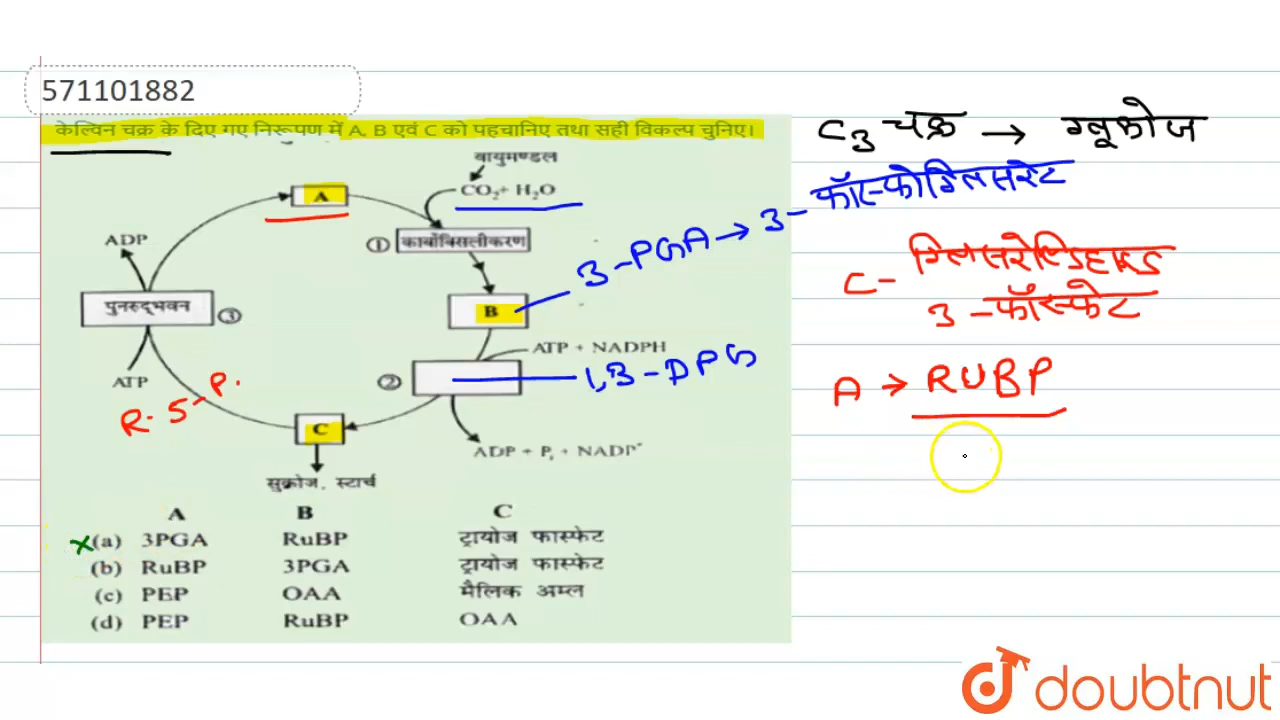 571101882
केल्विन चक्र के दिए गए निरूपण में A, B एवं C को पहचानिए तथा सही विकल्प चुनिए।
वायुमण्डल
CO₂+ H₂O
A
ADP
① कार्बोक्सिलीकरण
पुनरुद्भवन ③
B
ATP + NADPH
ATP
②
C
ADP + Pᵢ + NADP⁺
सुक्रोज, स्टार्च
A B C
(a) 3PGA RuBP ट्रायोज फास्फेट
(b) RuBP 3PGA ट्रायोज फास्फेट
(c) PEP OAA मैलिक अम्ल
(d) PEP RuBP OAA
C₃ चक्र → ग्लूकोज
3-PGA → 3-फॉस्फोग्लिसरेट
1,3-DPG
C- ग्लिसरेल्डिहाइड
3-फॉस्फेट
A → RUBP
R.5-P.
doubtnut